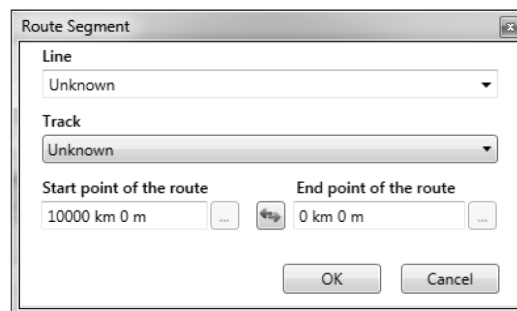 Route Segment
Line
Unknown
Track
Unknown
Start point of the route
End point of the route
10000 km 0 m
...
0 km 0 m
...
OK
Cancel